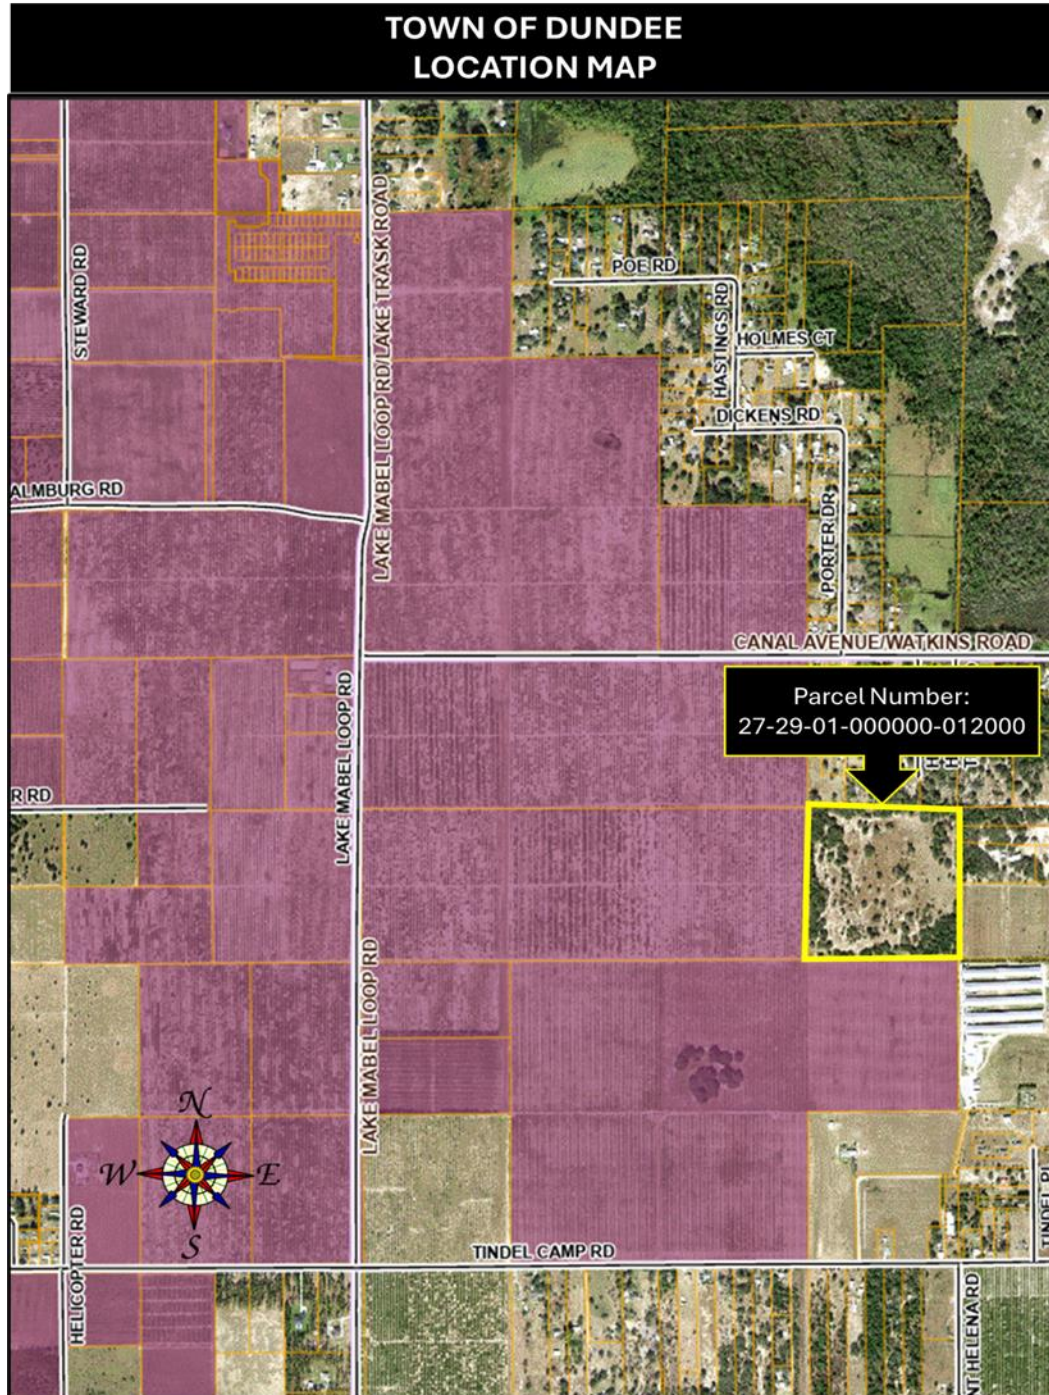 TOWN OF DUNDEE
LOCATION MAP
STEWARD RD
LAKE MABEL LOOP RD/LAKE TRASK ROAD
POE RD
HASTINGS RD
HOLMES CT
DICKENS RD
ALMBURG RD
PORTER DR
CANAL AVENUE/WATKINS ROAD
LAKE MABEL LOOP RD
Parcel Number:
27-29-01-000000-012000
R RD
LAKE MABEL LOOP RD
N
W E
S
HELICOPTER RD
TINDEL CAMP RD
TINDEL PL
T HELENA RD